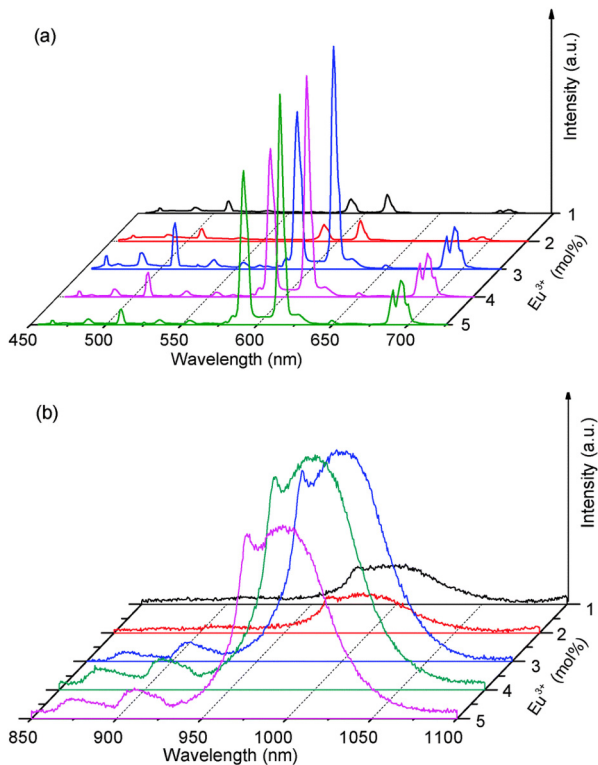 (a)
Intensity (a.u.)
1
2
3
4
5
Eu³⁺ (mol%)
450 500 550 600 650 700
Wavelength (nm)
(b)
Intensity (a.u.)
1
2
3
4
5
Eu³⁺ (mol%)
850 900 950 1000 1050 1100
Wavelength (nm)